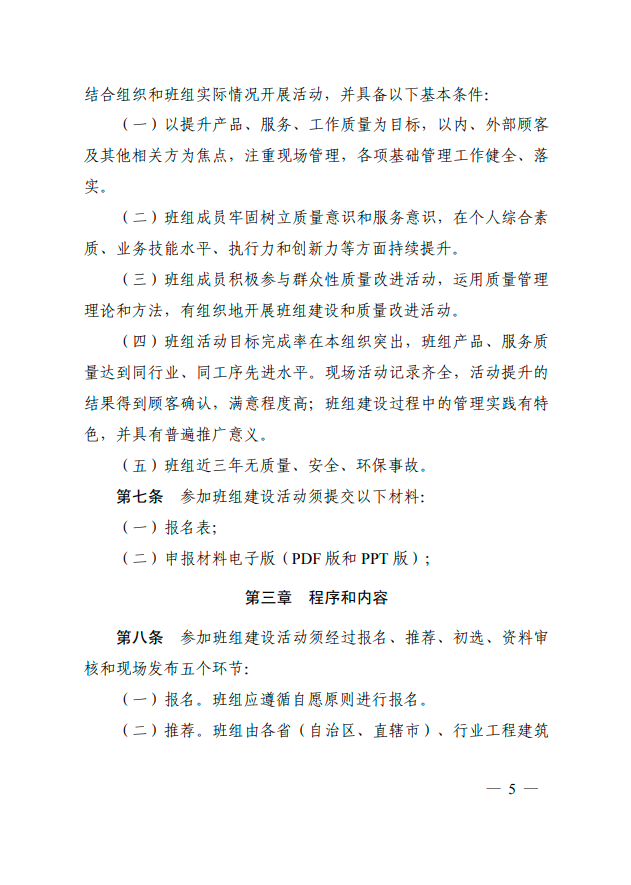 结合组织和班组实际情况开展活动，并具备以下基本条件：
（一）以提升产品、服务、工作质量为目标，以内、外部顾客
及其他相关方为焦点，注重现场管理，各项基础管理工作健全、落
实。
（二）班组成员牢固树立质量意识和服务意识，在个人综合素
质、业务技能水平、执行力和创新力等方面持续提升。
（三）班组成员积极参与群众性质量改进活动，运用质量管理
理论和方法，有组织地开展班组建设和质量改进活动。
（四）班组活动目标完成率在本组织突出，班组产品、服务质
量达到同行业、同工序先进水平。现场活动记录齐全，活动提升的
结果得到顾客确认，满意程度高；班组建设过程中的管理实践有特
色，并具有普遍推广意义。
（五）班组近三年无质量、安全、环保事故。
第七条　参加班组建设活动须提交以下材料：
（一）报名表；
（二）申报材料电子版（PDF 版和 PPT 版）；
第三章　程序和内容
第八条　参加班组建设活动须经过报名、推荐、初选、资料审
核和现场发布五个环节：
（一）报名。班组应遵循自愿原则进行报名。
（二）推荐。班组由各省（自治区、直辖市）、行业工程建筑
— 5 —